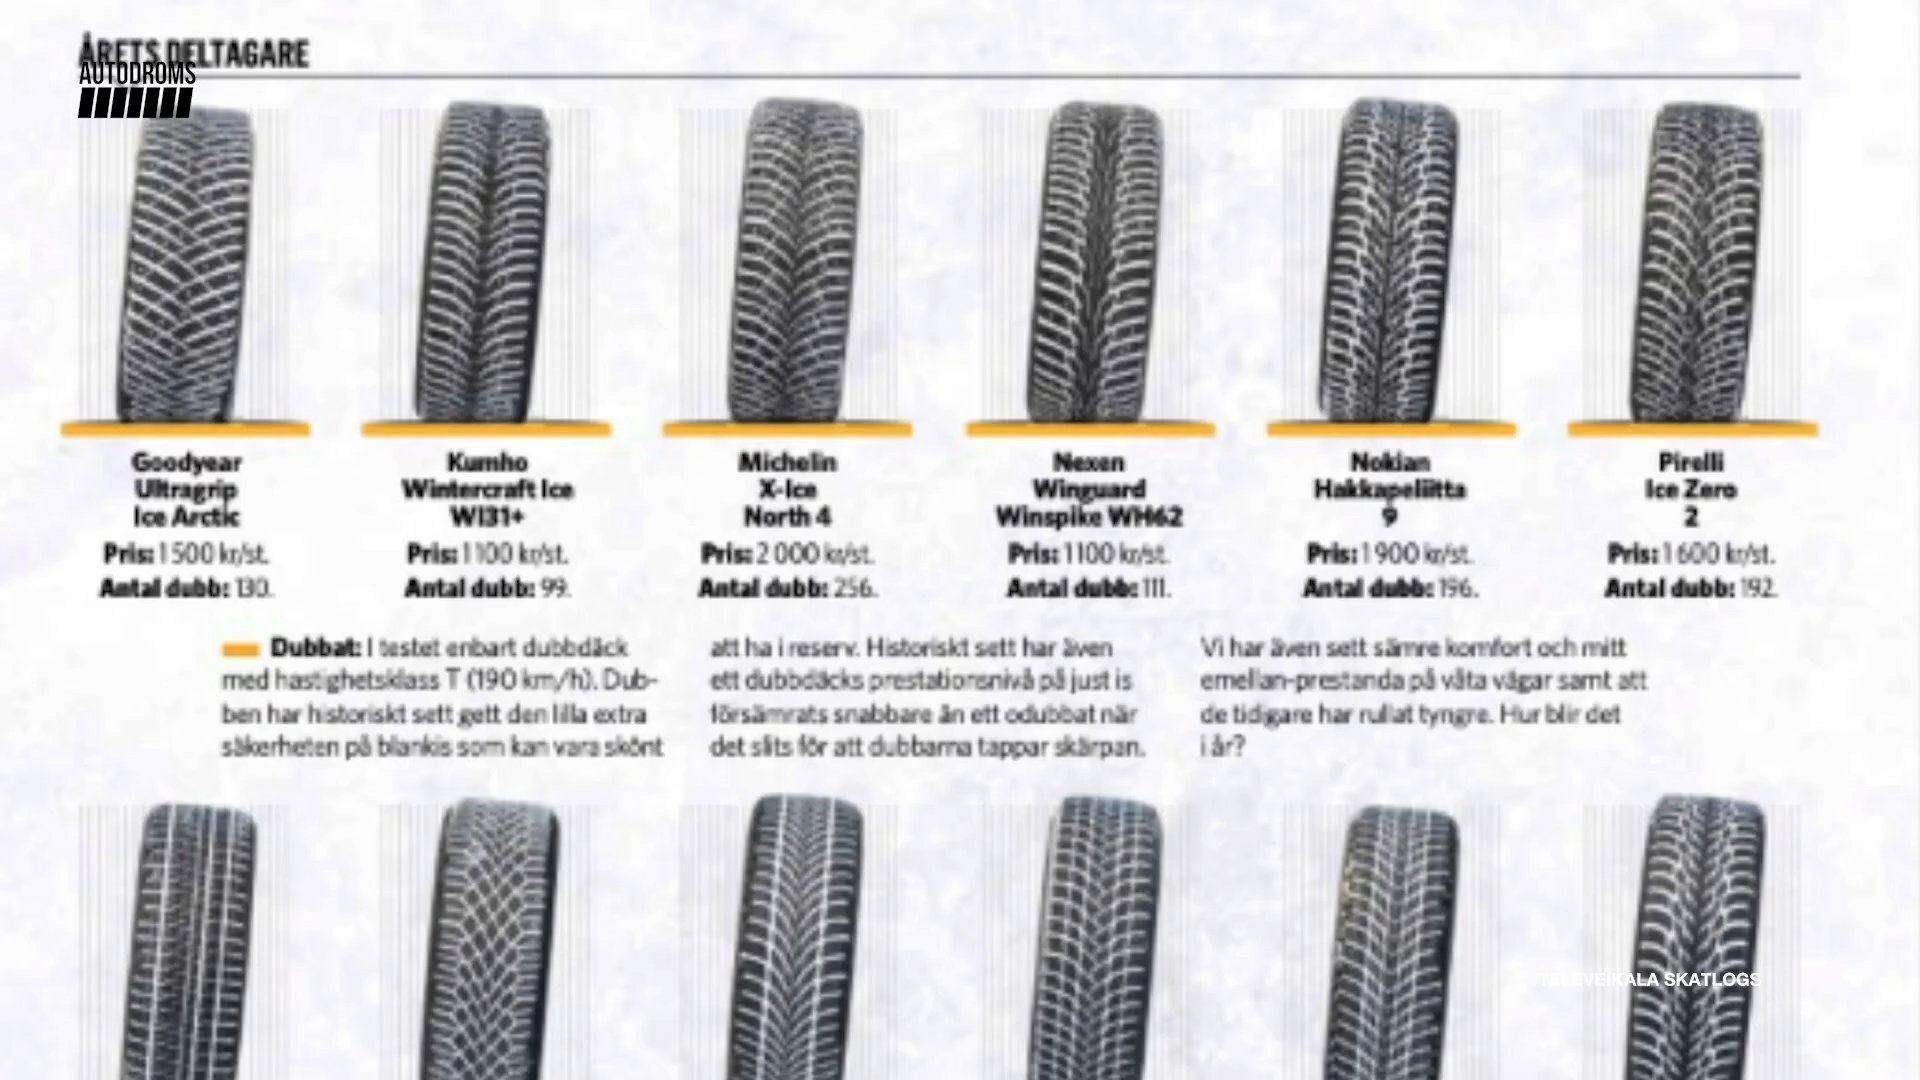 ÅRETS DELTAGARE
AUTODROMS
Goodyear
Ultragrip
Ice Arctic
Pris: 1 500 kr/st.
Antal dubb: 130.
Kumho
Wintercraft Ice
WI31+
Pris: 1 100 kr/st.
Antal dubb: 99.
Michelin
X-Ice
North 4
Pris: 2 000 kr/st.
Antal dubb: 256.
Nexen
Winguard
Winspike WH62
Pris: 1 100 kr/st.
Antal dubb: 111.
Nokian
Hakkapeliitta
9
Pris: 1 900 kr/st.
Antal dubb: 196.
Pirelli
Ice Zero
2
Pris: 1 600 kr/st.
Antal dubb: 192.
Dubbat: I testet enbart dubbdäck
med hastighetsklass T (190 km/h). Dub-
ben har historiskt sett gett den lilla extra
säkerheten på blankis som kan vara skönt
att ha i reserv. Historiskt sett har även
ett dubbdäcks prestationsnivå på just is
försämrats snabbare än ett odubbat när
det slits för att dubbarna tappar skärpan.
Vi har även sett sämre komfort och mitt
emellan-prestanda på våta vägar samt att
de tidigare har rullat tyngre. Hur blir det
i år?
TELEVEIKALA SKATLOGS